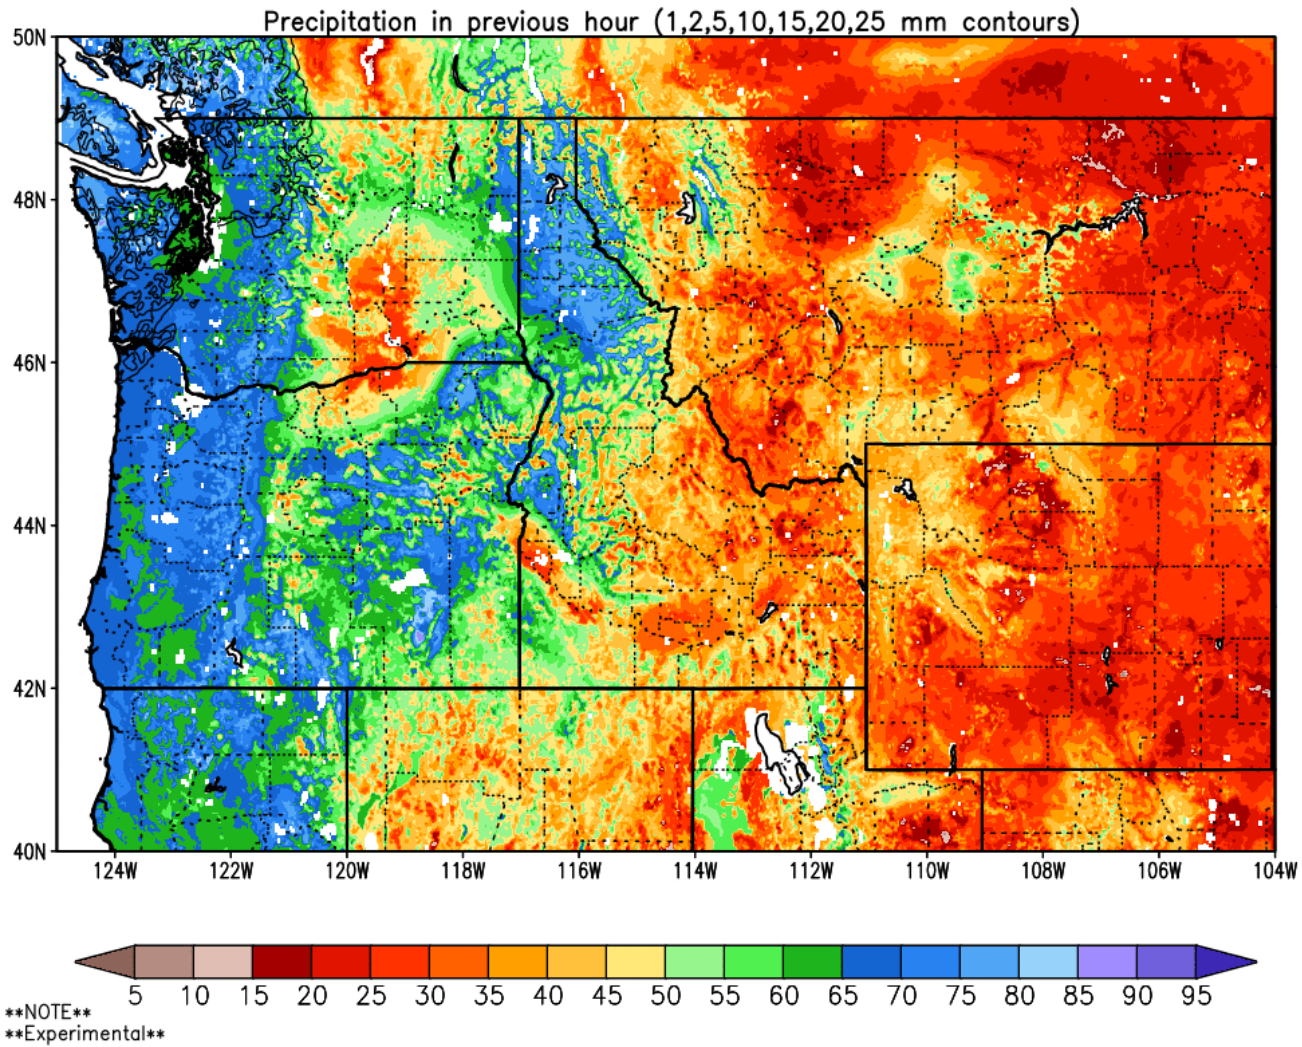 Precipitation in previous hour (1,2,5,10,15,20,25 mm contours)
50N
48N
46N
44N
42N
40N
124W 122W 120W 118W 116W 114W 112W 110W 108W 106W 104W
5 10 15 20 25 30 35 40 45 50 55 60 65 70 75 80 85 90 95
**NOTE**
**Experimental**